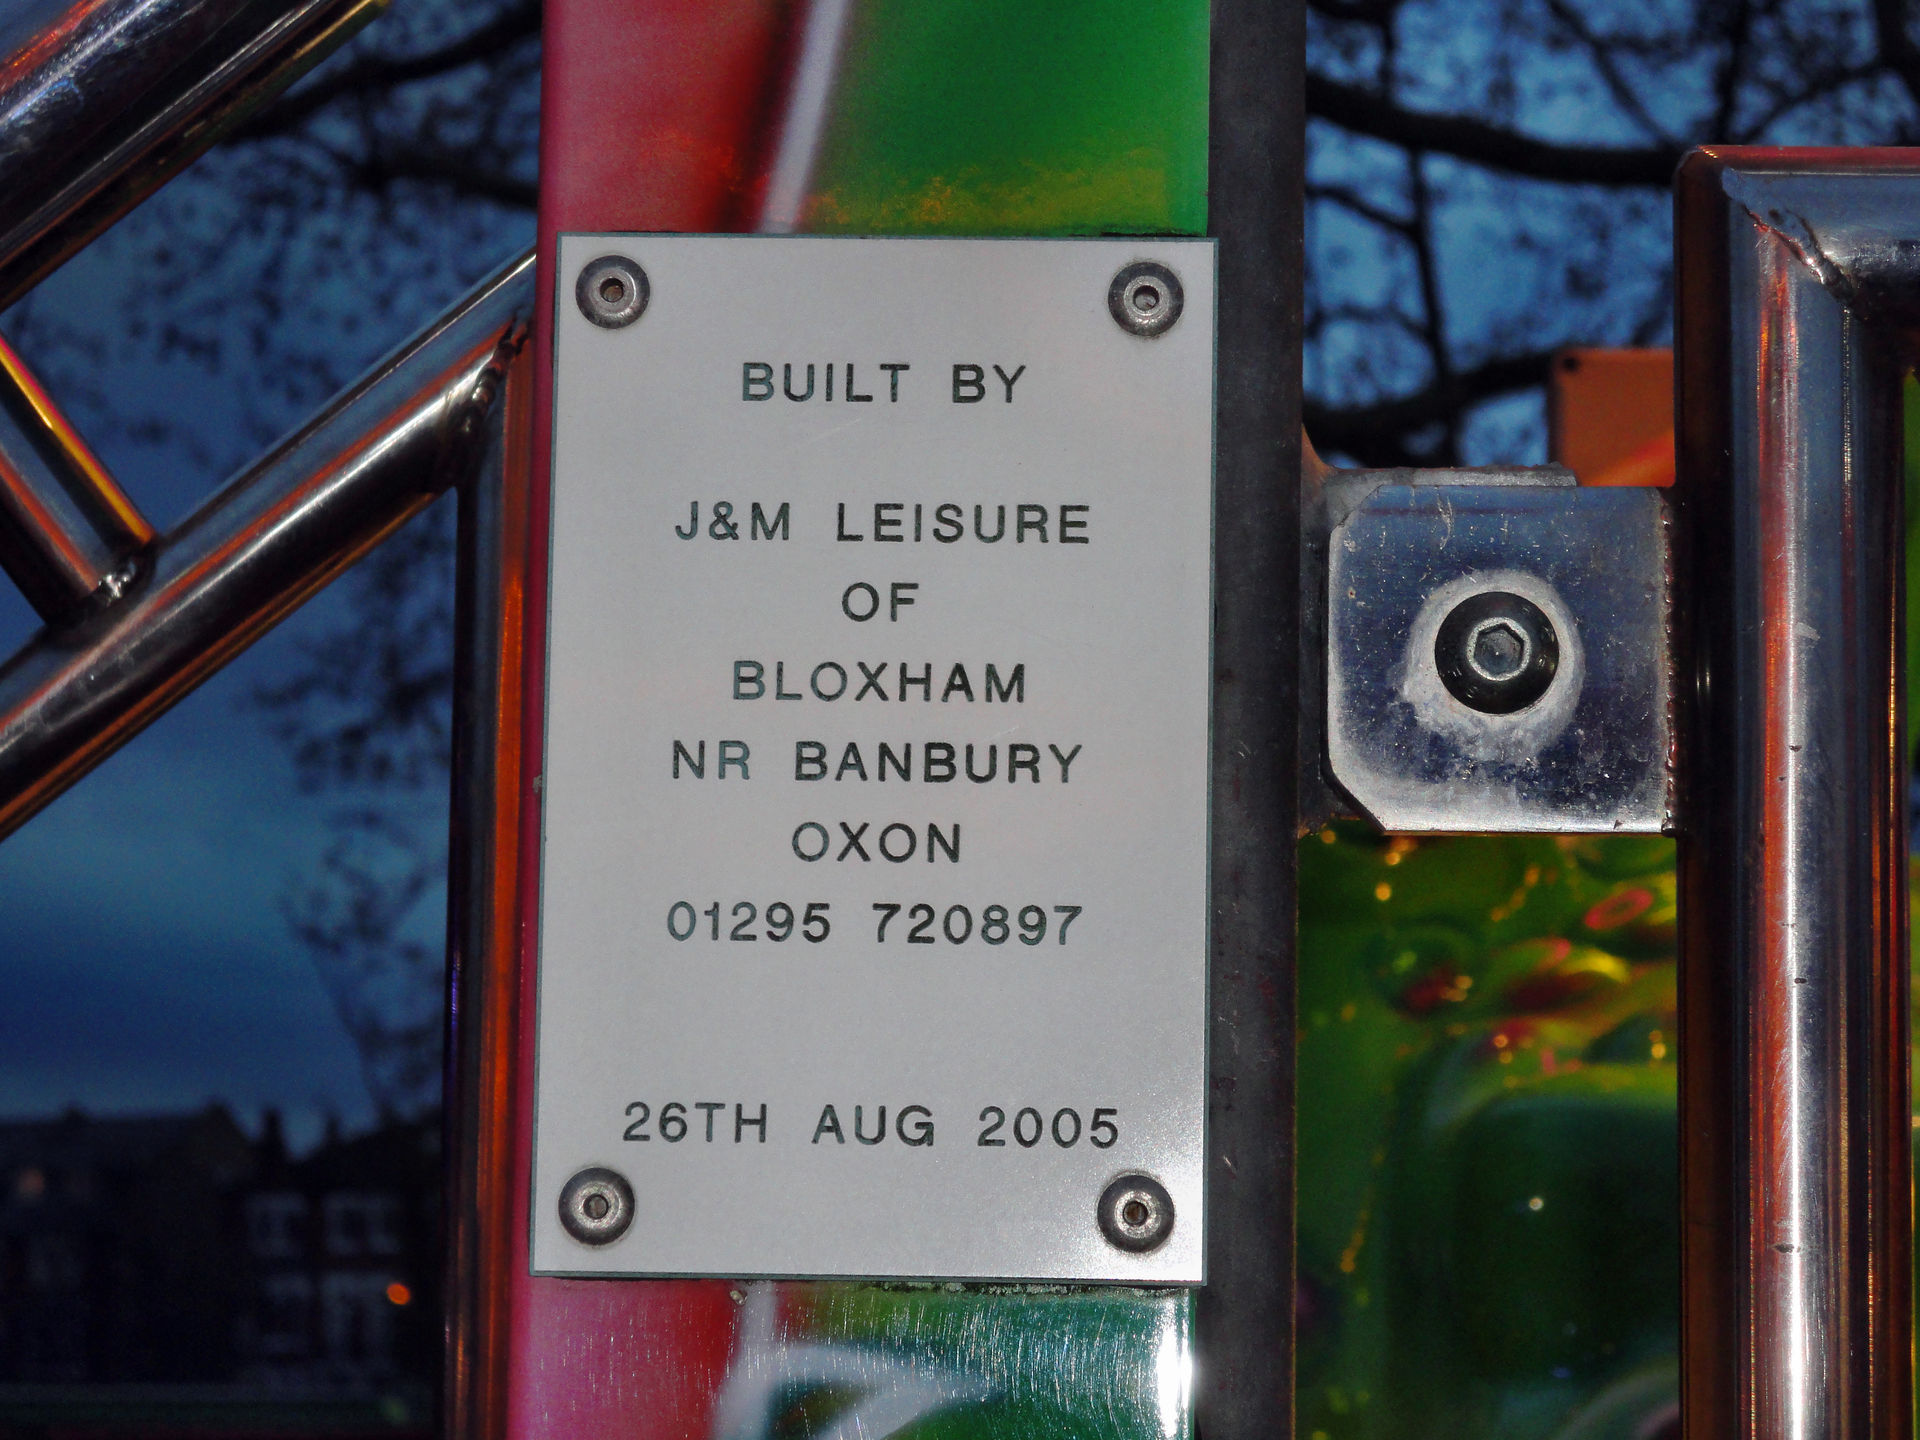 BUILT BY
J&M LEISURE
OF
BLOXHAM
NR BANBURY
OXON
01295 720897
26TH AUG 2005